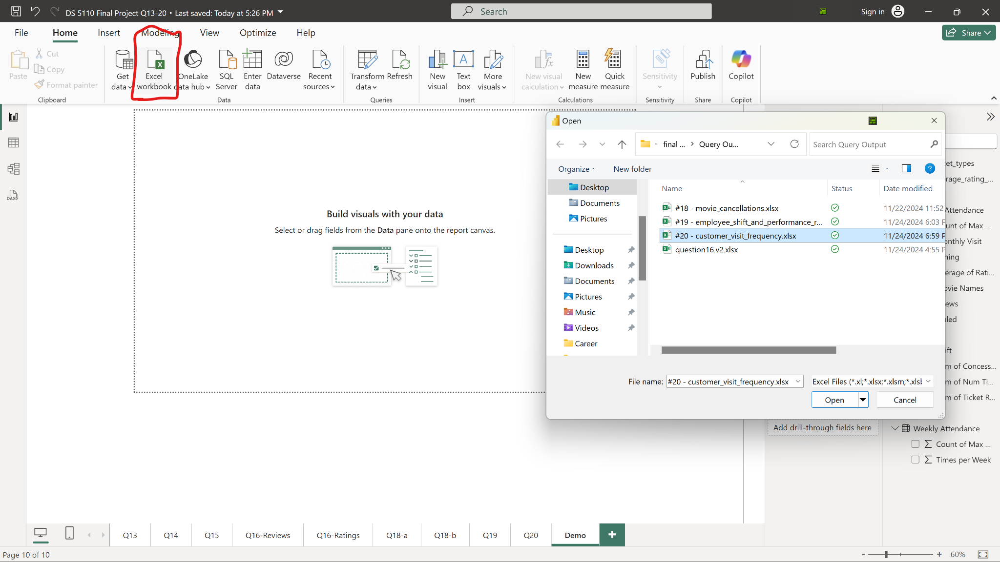 DS 5110 Final Project Q13-20 • Last saved: Today at 5:26 PM
Search
Sign in
File Home Insert Modeling View Optimize Help
Share
Paste
Cut
Copy
Format painter
Clipboard
Get data
Excel workbook
OneLake data hub
SQL Server
Enter data
Dataverse
Recent sources
Data
Transform data
Refresh
Queries
New visual
Text box
More visuals
Insert
New visual calculation
New measure
Quick measure
Calculations
Sensitivity
Sensitivity
Publish
Share
Copilot
Copilot
DAX
Build visuals with your data
Select or drag fields from the Data pane onto the report canvas.
Open
final ... > Query Ou...
Search Query Output
Organize
New folder
Desktop
Documents
Pictures
Desktop
Downloads
Documents
Pictures
Music
Videos
Career
Name Status Date modified
#18 - movie_cancellations.xlsx 11/22/2024 11:52
#19 - employee_shift_and_performance_r... 11/24/2024 6:03 P
#20 - customer_visit_frequency.xlsx 11/24/2024 6:59 P
question16.v2.xlsx 11/24/2024 4:55 P
File name: #20 - customer_visit_frequency.xlsx
Excel Files (*.xl;*.xlsx;*.xlsm;*.xlsb
Open
Cancel
et_types
rage_rating_...
Attendance
unt of Max ...
onthly Visit
ning
erage of Rati...
ovie Names
ews
uled
ift
m of Concess...
m of Num Ti...
m of Ticket R...
Add drill-through fields here
Weekly Attendance
Count of Max ...
Times per Week
Q13 Q14 Q15 Q16-Reviews Q16-Ratings Q18-a Q18-b Q19 Q20 Demo
Page 10 of 10
60%